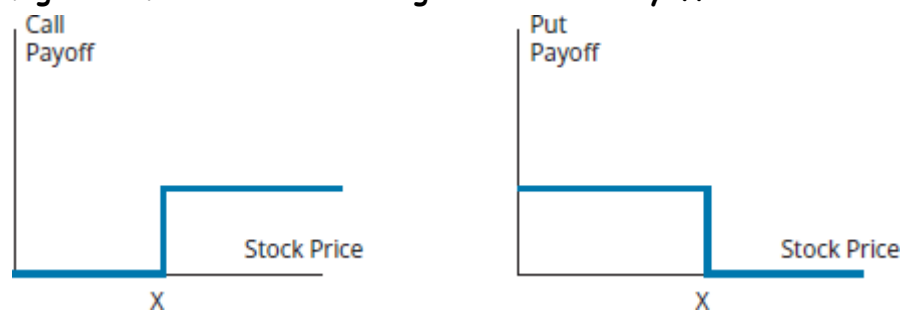 Call
Payoff
Stock Price
X
Put
Payoff
Stock Price
X